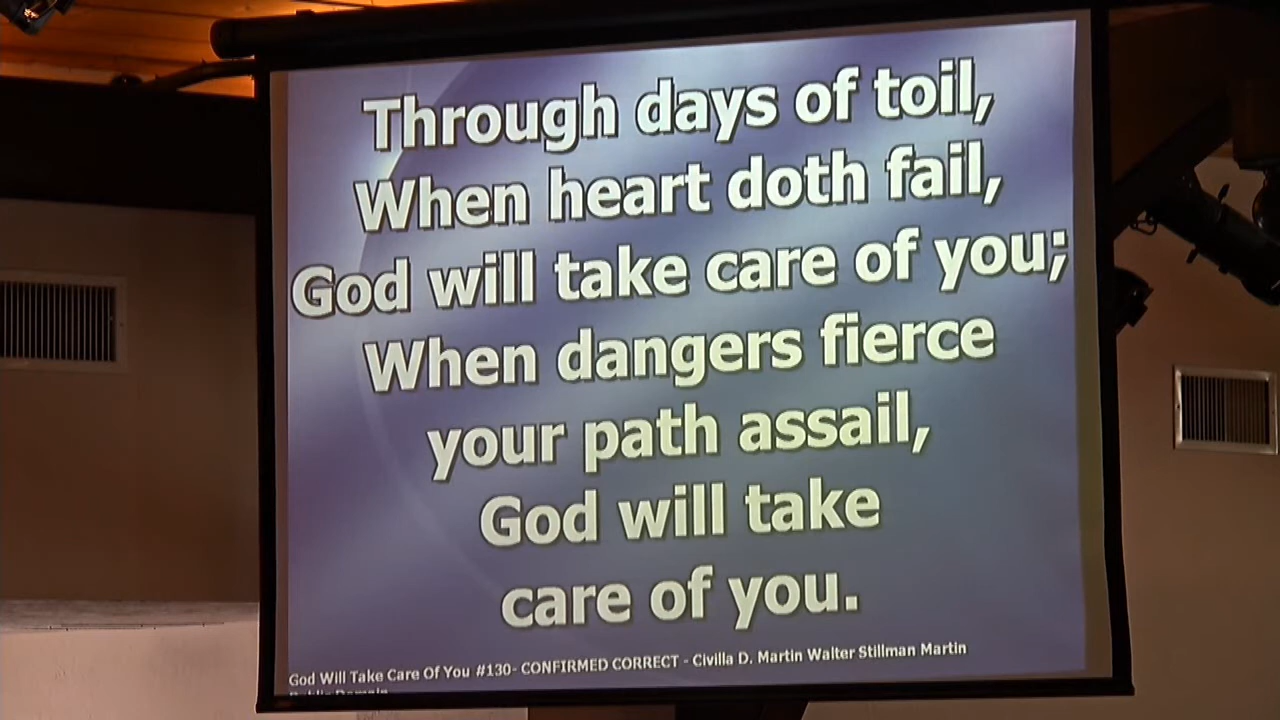 Through days of toil,
When heart doth fail,
God will take care of you;
When dangers fierce
your path assail,
God will take
care of you.
God Will Take Care Of You #130- CONFIRMED CORRECT - Civilla D. Martin Walter Stillman Martin